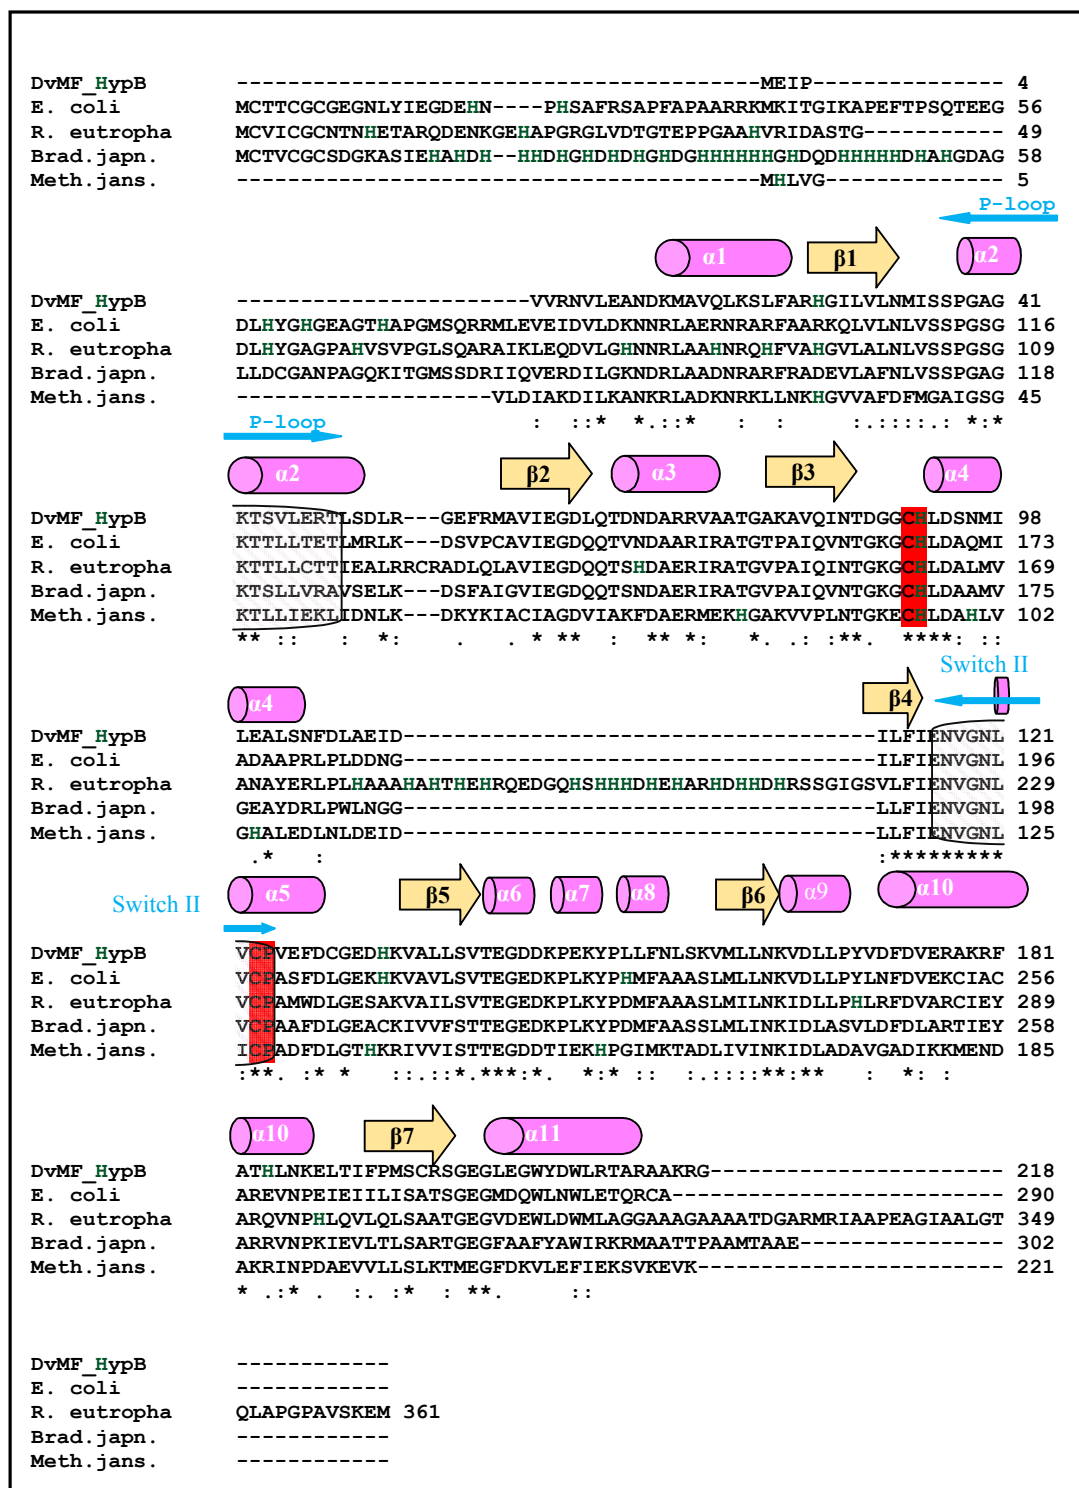 DvMF_HypB -------------------------------MEIP--------------- 4
E. coli MCTTCGCGEGNLYIEGDEHN----PHSAFRSAPFAPAARRKMKITGIKAPEFTPSQTEEG 56
R. eutropha MCVICGCNTNHETARQDENKGEHAPGRGLVDTGTEPPGAAHVRIDASTG----------- 49
Brad.japn. MCTVCGCSDGKASIEHAHDH--HHDHGHDHDHGHDGHHHHHHGHDQDHHHHHDHAHGDAG 58
Meth.jans. -------------------------------MHLVG-------------- 5
P-loop
α1 β1 α2
DvMF_HypB -----------------------VVRNVLEANDKMAVQLKSLFARHGILVLNMISSPGAG 41
E. coli DLHYGHGEAGTHAPGMSQRRMLEVEIDVLDKNNRLAERNRARFAARKQLVLNLVSSPGSG 116
R. eutropha DLHYGAGPAHVSVPGLSQARAIKLEQDVLGHNNRLAAHNRQHFVAHGVLALNLVSSPGSG 109
Brad.japn. LLDCGANPAGQKITGMSSDRIIQVERDILGKNDRLAADNRARFRADEVLAFNLVSSPGAG 118
Meth.jans. --------------------VLDIAKDILKANKRLADKNRKLLNKHGVVAFDFMGAIGSG 45
: ::* *.::* : : :.::::.: *:*
P-loop
α2 β2 α3 β3 α4
DvMF_HypB KTSVLERTLSDLR---GEFRMAVIEGDLQTDNDARRVAATGAKAVQINTDGGCHLDSNMI 98
E. coli KTTLLTETLMRLK---DSVPCAVIEGDQQTVNDAARIRATGTPAIQVNTGKGCHLDAQMI 173
R. eutropha KTTLLCTTIEALRRCRADLQLAVIEGDQQTSHDAERIRATGVPAIQINTGKGCHLDALMV 169
Brad.japn. KTSLLVRAVSELK---DSFAIGVIEGDQQTSNDAERIRATGVPAIQVNTGKGCHLDAAMV 175
Meth.jans. KTLLIEKLIDNLK---DKYKIACIAGDVIAKFDAERMEKHGAKVVPLNTGKECHLDAHLV 102
** :: : *: . . * ** : ** *: *. .: :**. ****: ::
Switch II
α4 β4
DvMF_HypB LEALSNFDLAEID-------------------------------------ILFIENVGNL 121
E. coli ADAAPRLPLDDNG-------------------------------------ILFIENVGNL 196
R. eutropha ANAYERLPLHAAAHAHTHEHRQEDGQHSHHHDHEHARHDHHDHRSSGIGSVLFIENVGNL 229
Brad.japn. GEAYDRLPWLNGG-------------------------------------LLFIENVGNL 198
Meth.jans. GHALEDLNLDEID-------------------------------------LLFIENVGNL 125
.* : :*********
Switch II
α5 β5 α6 α7 α8 β6 α9 α10
DvMF_HypB VCPVEFDCGEDHKVALLSVTEGDDKPEKYPLLFNLSKVMLLNKVDLLPYVDFDVERAKRF 181
E. coli VCPASFDLGEKHKVAVLSVTEGEDKPLKYPHMFAAASLMLLNKVDLLPYLNFDVEKCIAC 256
R. eutropha VCPAMWDLGESAKVAILSVTEGEDKPLKYPDMFAAASLMILNKIDLLPHLRFDVARCIEY 289
Brad.japn. VCPAAFDLGEACKIVVFSTTEGEDKPLKYPDMFAASSLMLINKIDLASVLDFDLARTIEY 258
Meth.jans. ICPADFDLGTHKRIVVISTTEGDDTIEKHPGIMKTADLIVINKIDLADAVGADIKKMEND 185
:**. :* * ::.::*.***:*. *:* :: :.::::**:** : *: :
α10 β7 α11
DvMF_HypB ATHLNKELTIFPMSCRSGEGLEGWYDWLRTARAAKRG----------------------- 218
E. coli AREVNPEIEIILISATSGEGMDQWLNWLETQRCA-------------------------- 290
R. eutropha ARQVNPHLQVLQLSAATGEGVDEWLDWMLAGGAAAGAAAATDGARMRIAAPEAGIAALGT 349
Brad.japn. ARRVNPKIEVLTLSARTGEGFAAFYAWIRKRMAATTPAAMTAAE---------------- 302
Meth.jans. AKRINPDAEVVLLSLKTMEGFDKVLEFIEKSVKEVK------------------------ 221
* .:* . :. :* : **. ::
DvMF_HypB ------------
E. coli ------------
R. eutropha QLAPGPAVSKEM 361
Brad.japn. ------------
Meth.jans. ------------